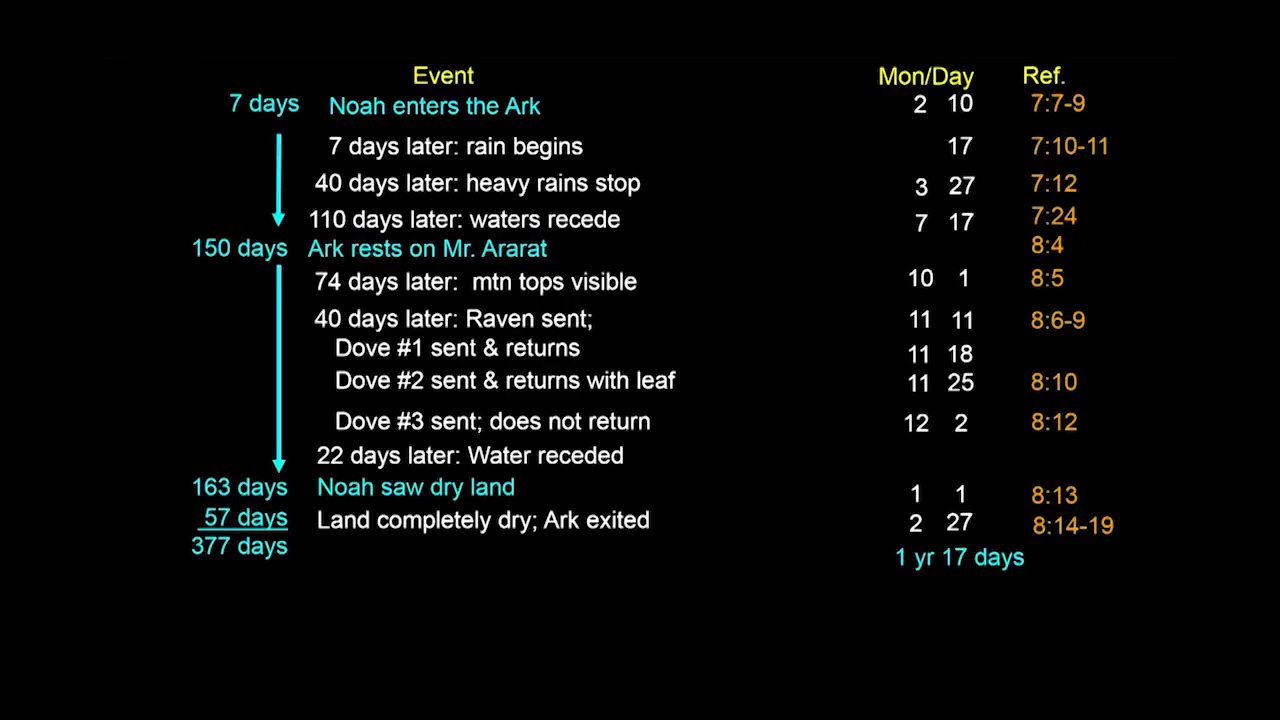 Event Mon/Day Ref.
7 days Noah enters the Ark 2 10 7:7-9
7 days later: rain begins 17 7:10-11
40 days later: heavy rains stop 3 27 7:12
110 days later: waters recede 7 17 7:24
150 days Ark rests on Mr. Ararat 8:4
74 days later: mtn tops visible 10 1 8:5
40 days later: Raven sent; 11 11 8:6-9
Dove #1 sent & returns 11 18
Dove #2 sent & returns with leaf 11 25 8:10
Dove #3 sent; does not return 12 2 8:12
22 days later: Water receded
163 days Noah saw dry land 1 1 8:13
57 days Land completely dry; Ark exited 2 27 8:14-19
377 days 1 yr 17 days